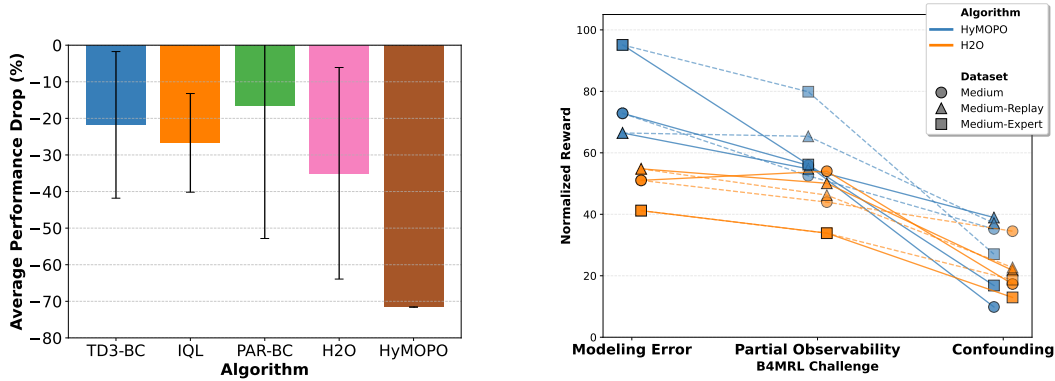 Average Performance Drop (%)
0
−10
−20
−30
−40
−50
−60
−70
−80
TD3-BC IQL PAR-BC H2O HyMOPO
Algorithm
Normalized Reward
100
80
60
40
20
0
Modeling Error Partial Observability Confounding
B4MRL Challenge
Algorithm
HyMOPO
H2O
Dataset
Medium
Medium-Replay
Medium-Expert